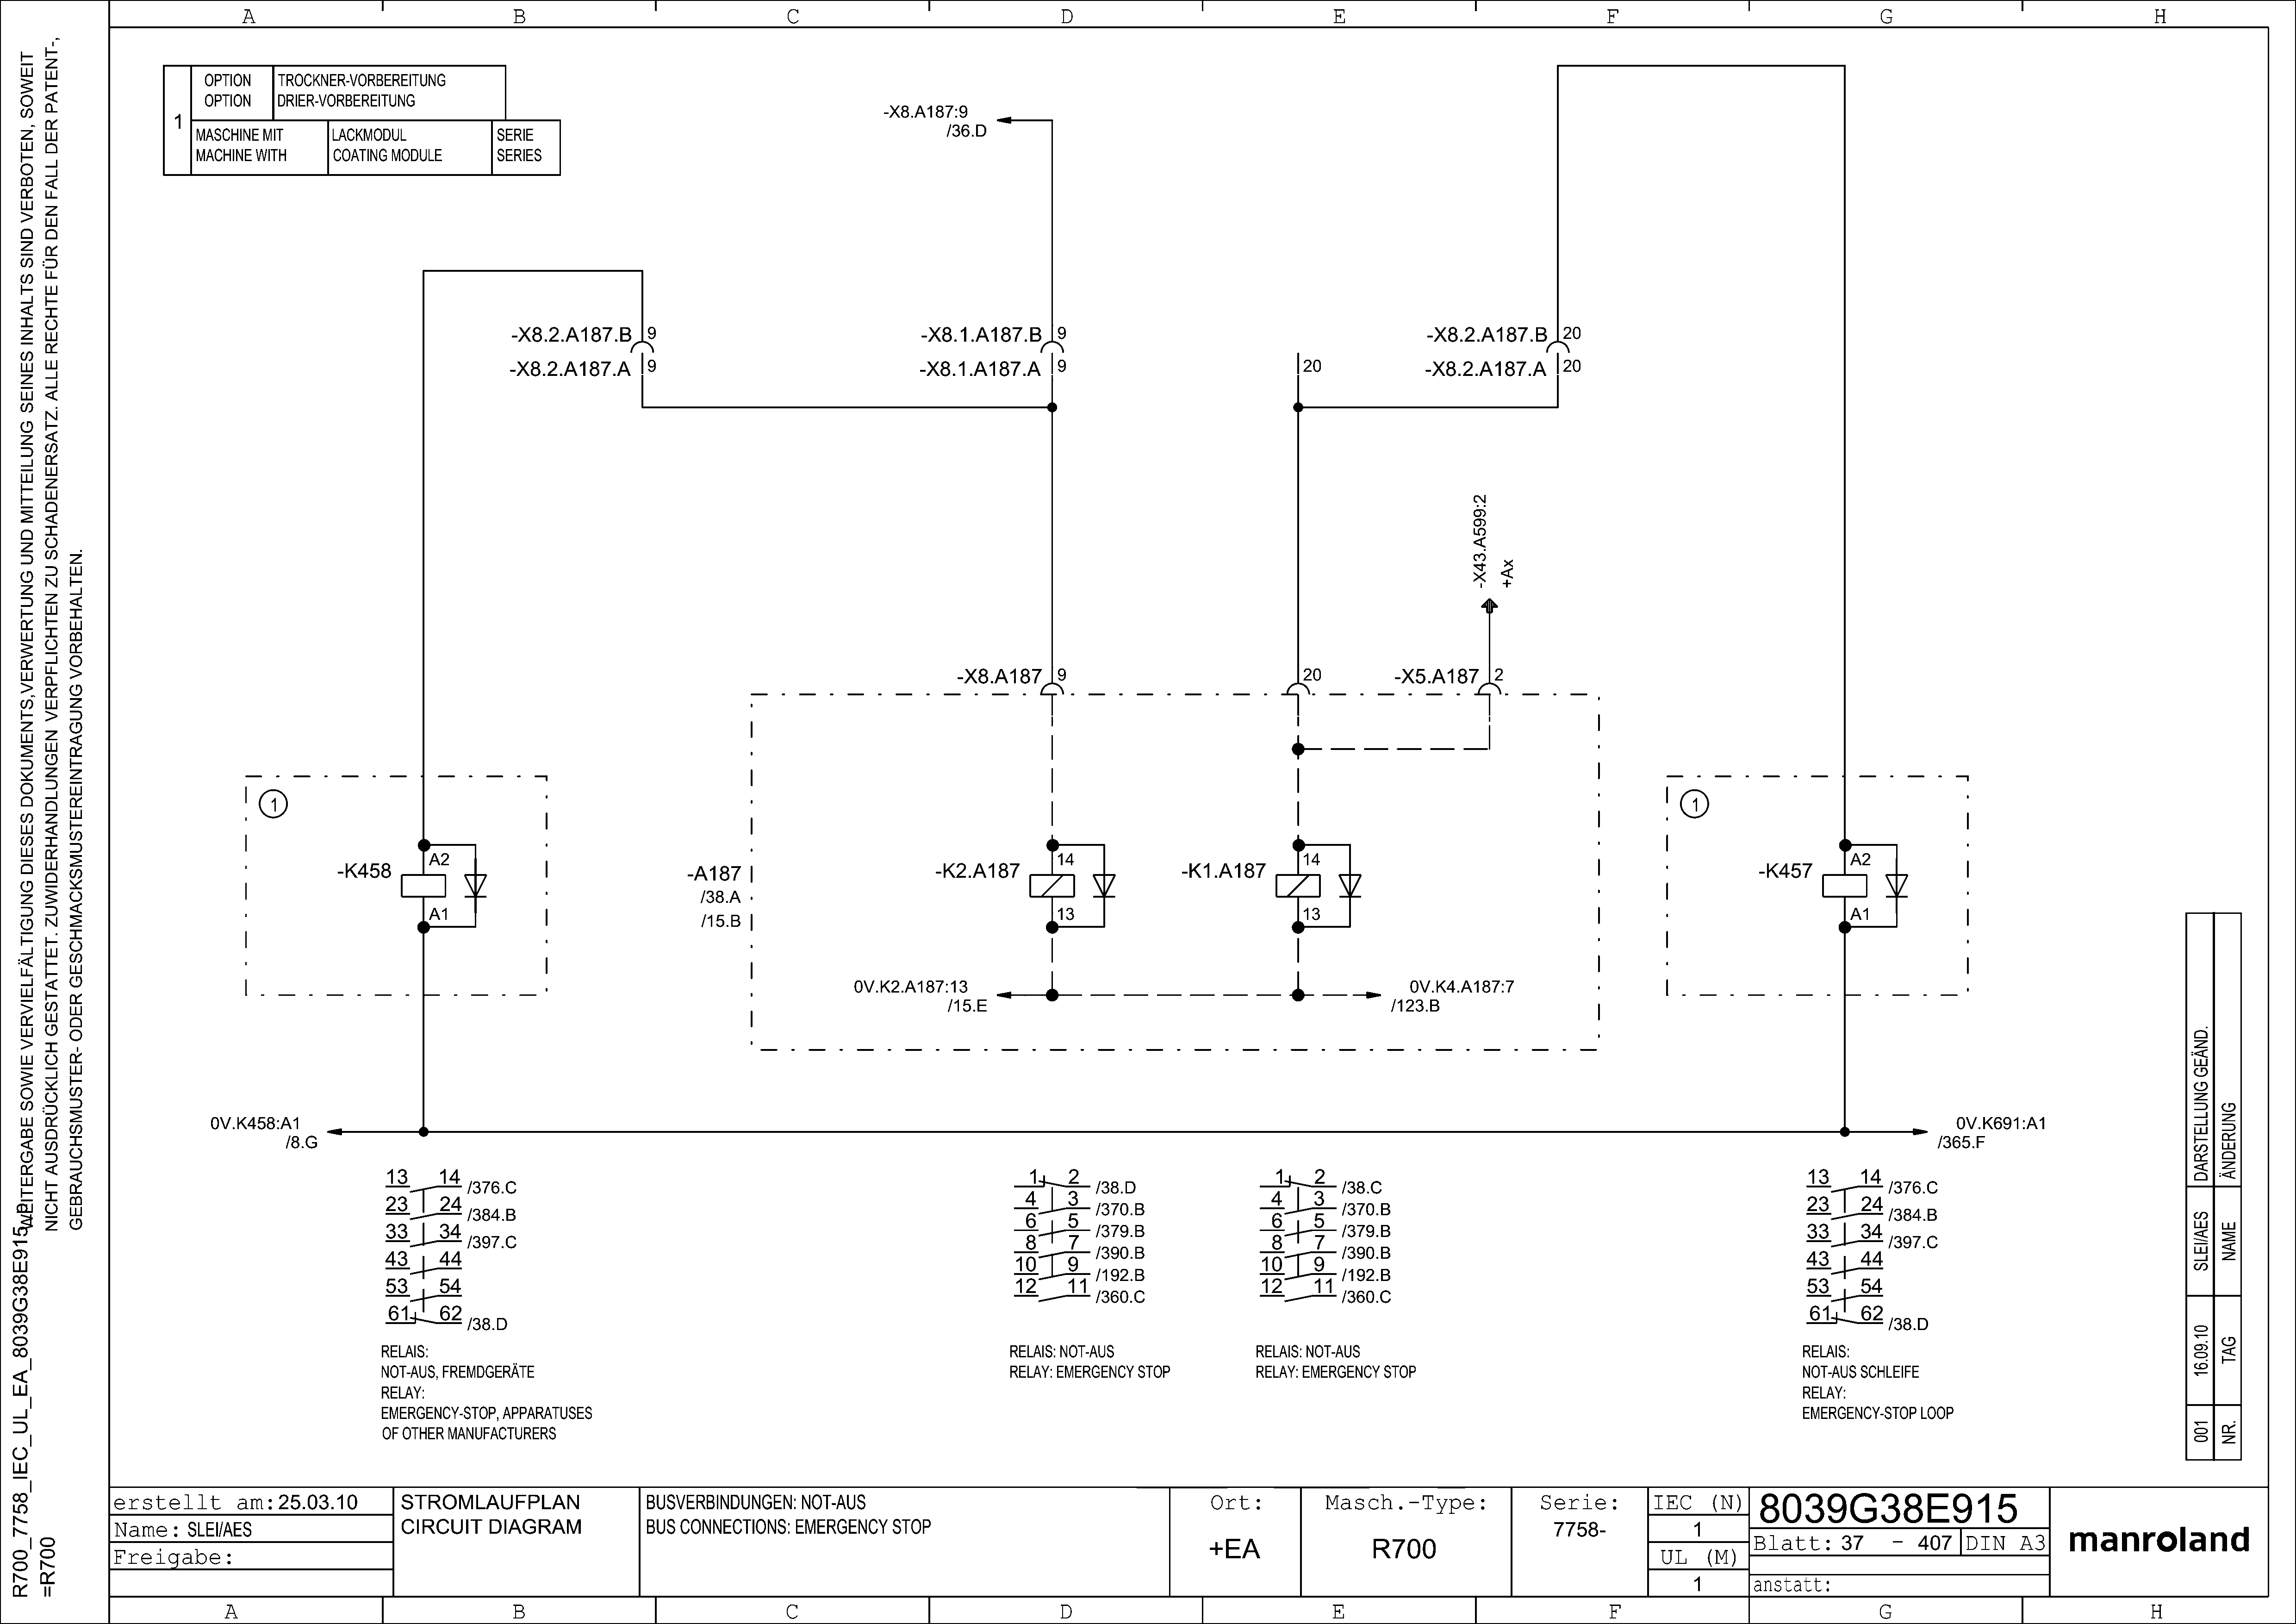 A B C D E F G H
1
OPTION TROCKNER-VORBEREITUNG
OPTION DRIER-VORBEREITUNG
MASCHINE MIT LACKMODUL SERIE
MACHINE WITH COATING MODULE SERIES
-X8.A187:9
/36.D
-X8.2.A187.B 9
-X8.2.A187.A 9
-X8.1.A187.B 9
-X8.1.A187.A 9
20
-X8.2.A187.B 20
-X8.2.A187.A 20
-X43.A599:2
+Ax
-X8.A187 9
20
-X5.A187 2
1
-K458
A2
A1
-A187
/38.A
/15.B
-K2.A187
14
13
-K1.A187
14
13
1
-K457
A2
A1
0V.K2.A187:13
/15.E
0V.K4.A187:7
/123.B
0V.K458:A1
/8.G
0V.K691:A1
/365.F
13 14 /376.C
23 24 /384.B
33 34 /397.C
43 44
53 54
61 62 /38.D
RELAIS:
NOT-AUS, FREMDGERÄTE
RELAY:
EMERGENCY-STOP, APPARATUSES
OF OTHER MANUFACTURERS
1 2 /38.D
4 3 /370.B
6 5 /379.B
8 7 /390.B
10 9 /192.B
12 11 /360.C
RELAIS: NOT-AUS
RELAY: EMERGENCY STOP
1 2 /38.C
4 3 /370.B
6 5 /379.B
8 7 /390.B
10 9 /192.B
12 11 /360.C
RELAIS: NOT-AUS
RELAY: EMERGENCY STOP
13 14 /376.C
23 24 /384.B
33 34 /397.C
43 44
53 54
61 62 /38.D
RELAIS:
NOT-AUS SCHLEIFE
RELAY:
EMERGENCY-STOP LOOP
001 16.09.10 SLEI/AES DARSTELLUNG GEÄND.
NR. TAG NAME ÄNDERUNG
WEITERGABE SOWIE VERVIELFÄLTIGUNG DIESES DOKUMENTS,VERWERTUNG UND MITTEILUNG SEINES INHALTS SIND VERBOTEN, SOWEIT
NICHT AUSDRÜCKLICH GESTATTET. ZUWIDERHANDLUNGEN VERPFLICHTEN ZU SCHADENERSATZ. ALLE RECHTE FÜR DEN FALL DER PATENT-,
GEBRAUCHSMUSTER- ODER GESCHMACKSMUSTEREINTRAGUNG VORBEHALTEN.
=R700
erstellt am: 25.03.10
Name: SLEI/AES
Freigabe:
STROMLAUFPLAN
CIRCUIT DIAGRAM
BUSVERBINDUNGEN: NOT-AUS
BUS CONNECTIONS: EMERGENCY STOP
Ort:
+EA
Masch.-Type:
R700
Serie:
7758-
IEC (N)
1
UL (M)
1
8039G38E915
Blatt: 37 - 407 DIN A3
anstatt:
manroland
A B C D E F G H